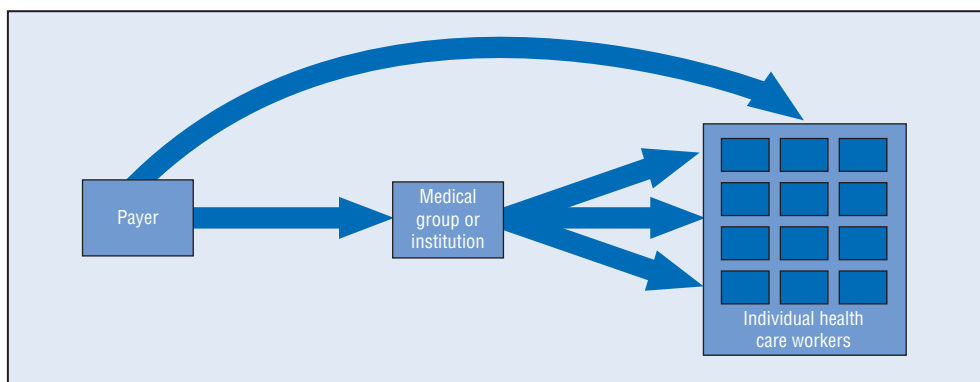 Payer
Medical
group or
institution
Individual health
care workers